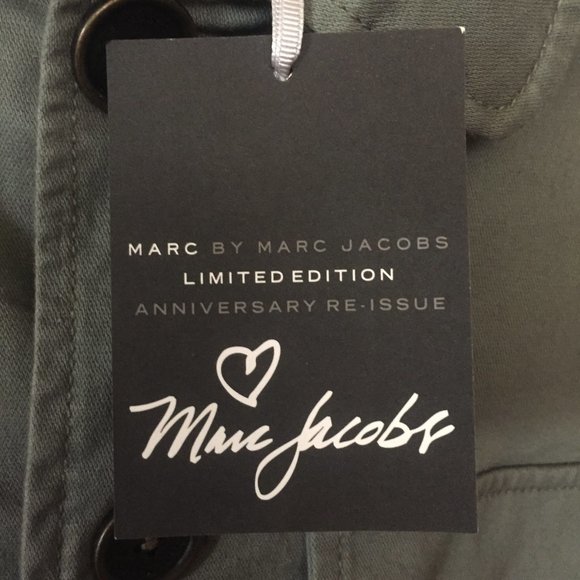 MARC BY MARC JACOBS
LIMITED EDITION
ANNIVERSARY RE-ISSUE
Marc Jacobs